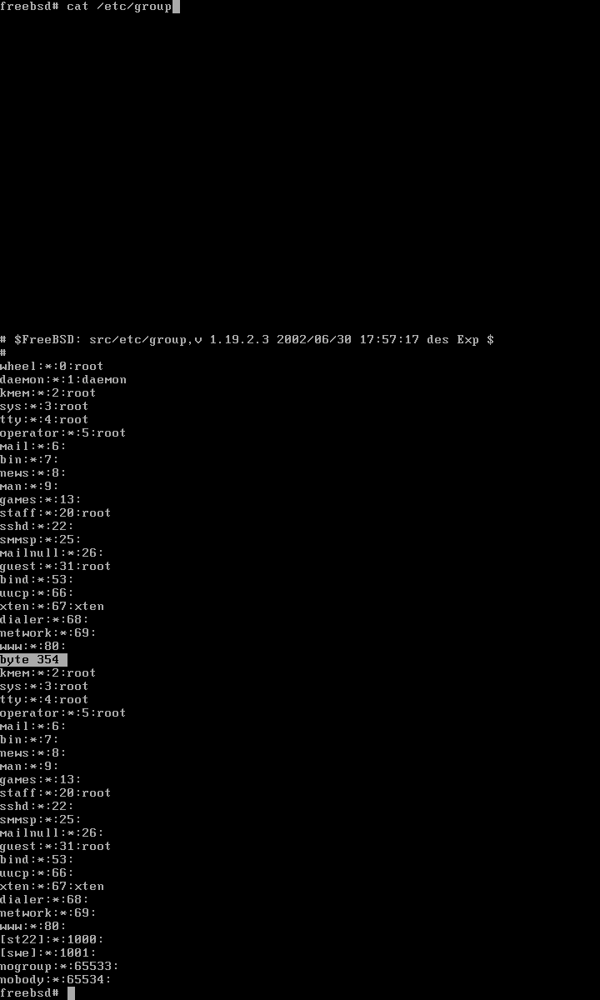 freebsd# cat /etc/group
# $FreeBSD: src/etc/group,v 1.19.2.3 2002/06/30 17:57:17 des Exp $
#
wheel:*:0:root
daemon:*:1:daemon
kmem:*:2:root
sys:*:3:root
tty:*:4:root
operator:*:5:root
mail:*:6:
bin:*:7:
news:*:8:
man:*:9:
games:*:13:
staff:*:20:root
sshd:*:22:
smmsp:*:25:
mailnull:*:26:
guest:*:31:root
bind:*:53:
uucp:*:66:
xten:*:67:xten
dialer:*:68:
network:*:69:
www:*:80:
byte 354
kmem:*:2:root
sys:*:3:root
tty:*:4:root
operator:*:5:root
mail:*:6:
bin:*:7:
news:*:8:
man:*:9:
games:*:13:
staff:*:20:root
sshd:*:22:
smmsp:*:25:
mailnull:*:26:
guest:*:31:root
bind:*:53:
uucp:*:66:
xten:*:67:xten
dialer:*:68:
network:*:69:
www:*:80:
[st22]:*:1000:
[swe]:*:1001:
nogroup:*:65533:
nobody:*:65534:
freebsd#